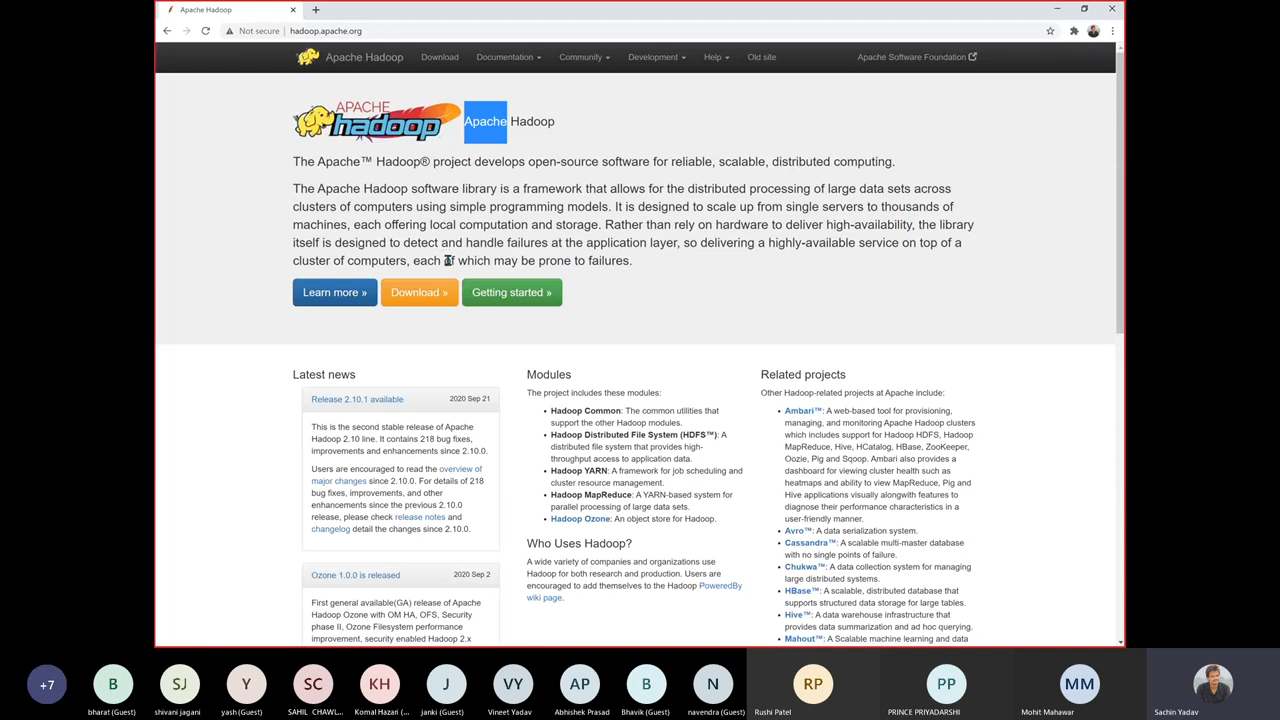 Apache Hadoop
Not secure | hadoop.apache.org
Apache Hadoop Download Documentation Community Development Help Old site Apache Software Foundation
APACHE
hadoop
Apache Hadoop
The Apache™ Hadoop® project develops open-source software for reliable, scalable, distributed computing.
The Apache Hadoop software library is a framework that allows for the distributed processing of large data sets across
clusters of computers using simple programming models. It is designed to scale up from single servers to thousands of
machines, each offering local computation and storage. Rather than rely on hardware to deliver high-availability, the library
itself is designed to detect and handle failures at the application layer, so delivering a highly-available service on top of a
cluster of computers, each of which may be prone to failures.
Learn more » Download » Getting started »
Latest news
Release 2.10.1 available 2020 Sep 21
This is the second stable release of Apache
Hadoop 2.10 line. It contains 218 bug fixes,
improvements and enhancements since 2.10.0.
Users are encouraged to read the overview of
major changes since 2.10.0. For details of 218
bug fixes, improvements, and other
enhancements since the previous 2.10.0
release, please check release notes and
changelog detail the changes since 2.10.0.
Ozone 1.0.0 is released 2020 Sep 2
First general available(GA) release of Apache
Hadoop Ozone with OM HA, OFS, Security
phase II, Ozone Filesystem performance
improvement, security enabled Hadoop 2.x
Modules
The project includes these modules:
• Hadoop Common: The common utilities that
support the other Hadoop modules.
• Hadoop Distributed File System (HDFS™): A
distributed file system that provides high-
throughput access to application data.
• Hadoop YARN: A framework for job scheduling and
cluster resource management.
• Hadoop MapReduce: A YARN-based system for
parallel processing of large data sets.
• Hadoop Ozone: An object store for Hadoop.
Who Uses Hadoop?
A wide variety of companies and organizations use
Hadoop for both research and production. Users are
encouraged to add themselves to the Hadoop PoweredBy
wiki page.
Related projects
Other Hadoop-related projects at Apache include:
• Ambari™: A web-based tool for provisioning,
managing, and monitoring Apache Hadoop clusters
which includes support for Hadoop HDFS, Hadoop
MapReduce, Hive, HCatalog, HBase, ZooKeeper,
Oozie, Pig and Sqoop. Ambari also provides a
dashboard for viewing cluster health such as
heatmaps and ability to view MapReduce, Pig and
Hive applications visually alongwith features to
diagnose their performance characteristics in a
user-friendly manner.
• Avro™: A data serialization system.
• Cassandra™: A scalable multi-master database
with no single points of failure.
• Chukwa™: A data collection system for managing
large distributed systems.
• HBase™: A scalable, distributed database that
supports structured data storage for large tables.
• Hive™: A data warehouse infrastructure that
provides data summarization and ad hoc querying.
• Mahout™: A Scalable machine learning and data
+7 B SJ Y SC KH J VY AP B N RP PP MM
bharat (Guest) shivani jagani yash (Guest) SAHIL CHAWL... Komal Hazari (... janki (Guest) Vineet Yadav Abhishek Prasad Bhavik (Guest) navendra (Guest) Rushi Patel PRINCE PRIYADARSHI Mohit Mahawar Sachin Yadav